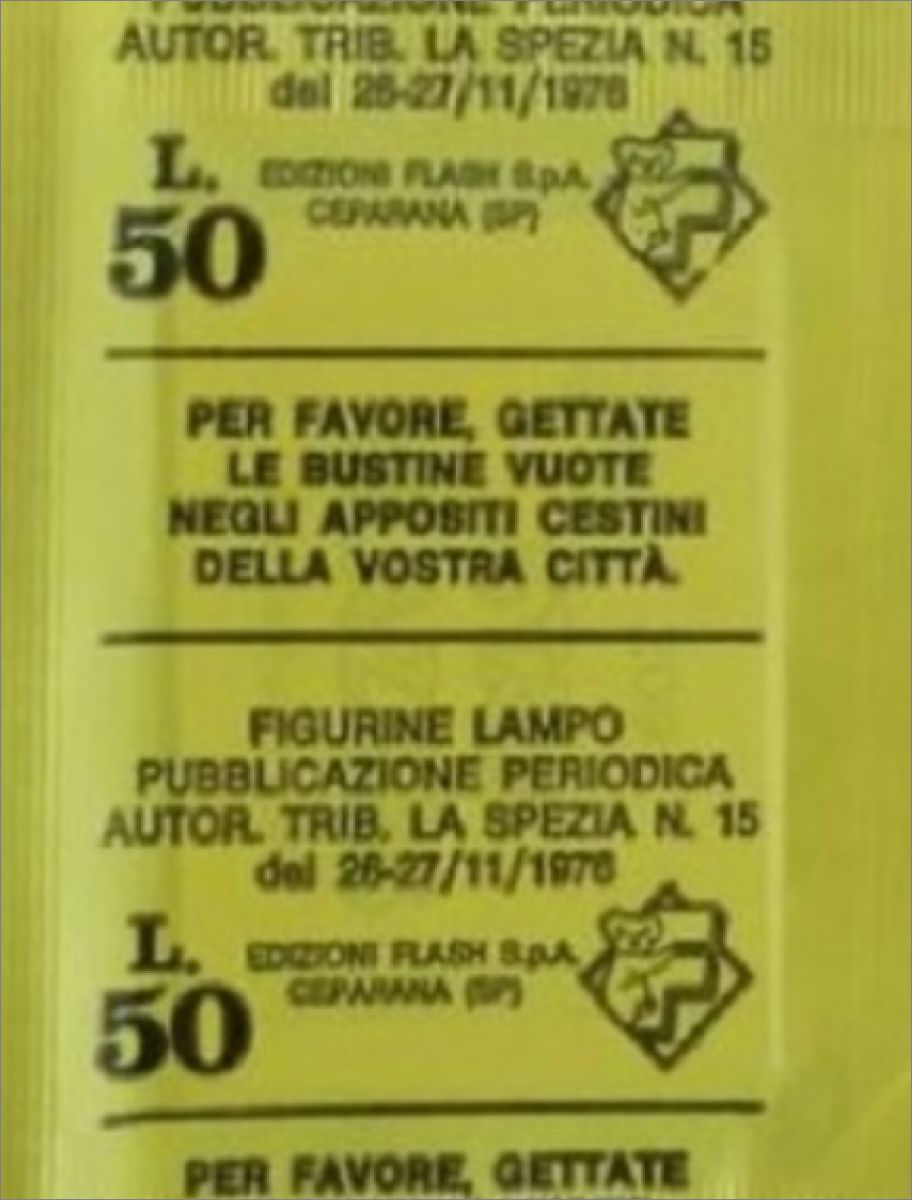 PUBBLICAZIONE PERIODICA
AUTOR. TRIB. LA SPEZIA N. 15
del 26-27/11/1976
L.
50
EDIZIONI FLASH S.p.A.
CEPARANA (SP)
PER FAVORE, GETTATE
LE BUSTINE VUOTE
NEGLI APPOSITI CESTINI
DELLA VOSTRA CITTÀ.
FIGURINE LAMPO
PUBBLICAZIONE PERIODICA
AUTOR. TRIB. LA SPEZIA N. 15
del 26-27/11/1976
L.
50
EDIZIONI FLASH S.p.A.
CEPARANA (SP)
PER FAVORE, GETTATE